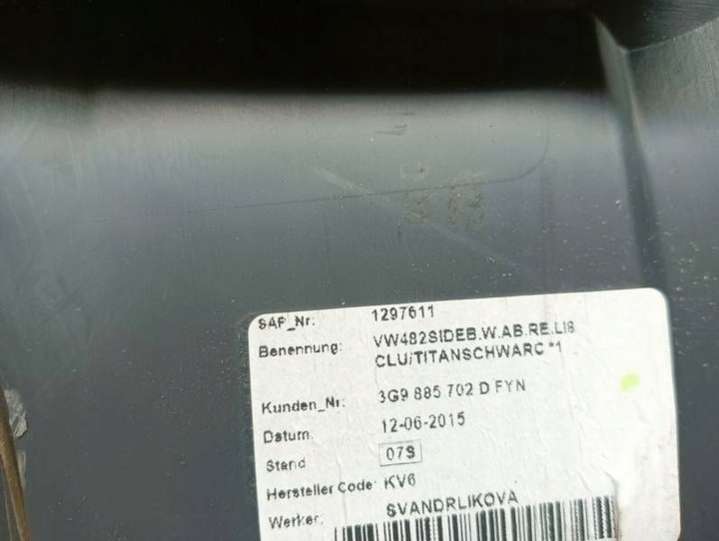 SAP_Nr: 1297611
Benennung: VW482SIDEB.W.AB.RE.LI8
CLU/TITANSCHWARC *1
Kunden_Nr: 3G9 885 702 D FYN
Datum: 12-06-2015
Stand 07S
Hersteller Code: KV6
Werker: SVANDRLIKOVA